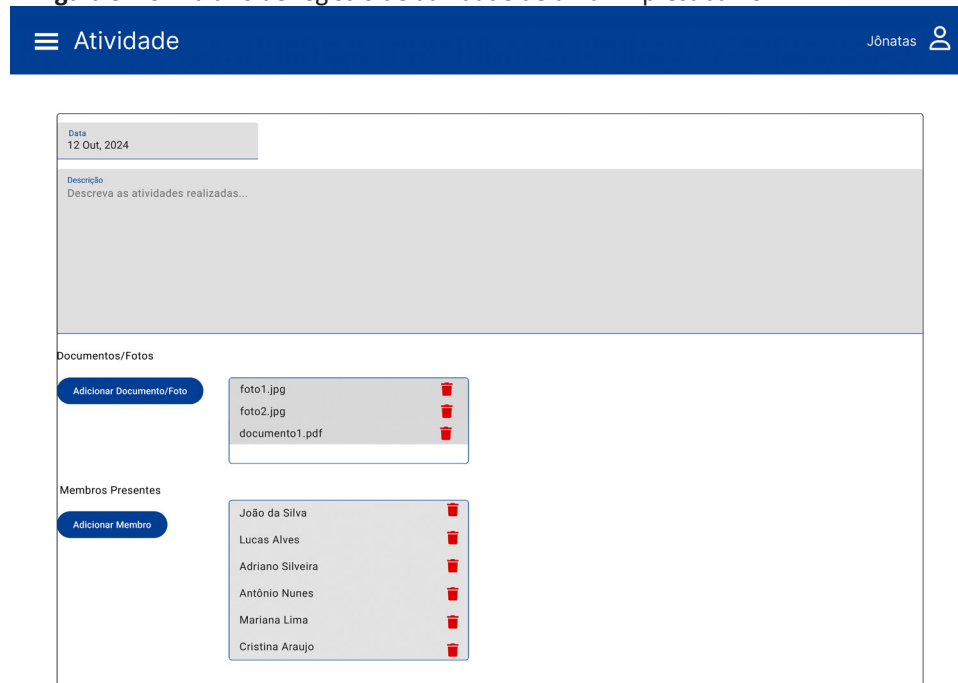 Atividade
Jônatas
Data
12 Out, 2024
Descrição
Descreva as atividades realizadas...
Documentos/Fotos
Adicionar Documento/Foto
foto1.jpg
foto2.jpg
documento1.pdf
Membros Presentes
Adicionar Membro
João da Silva
Lucas Alves
Adriano Silveira
Antônio Nunes
Mariana Lima
Cristina Araujo